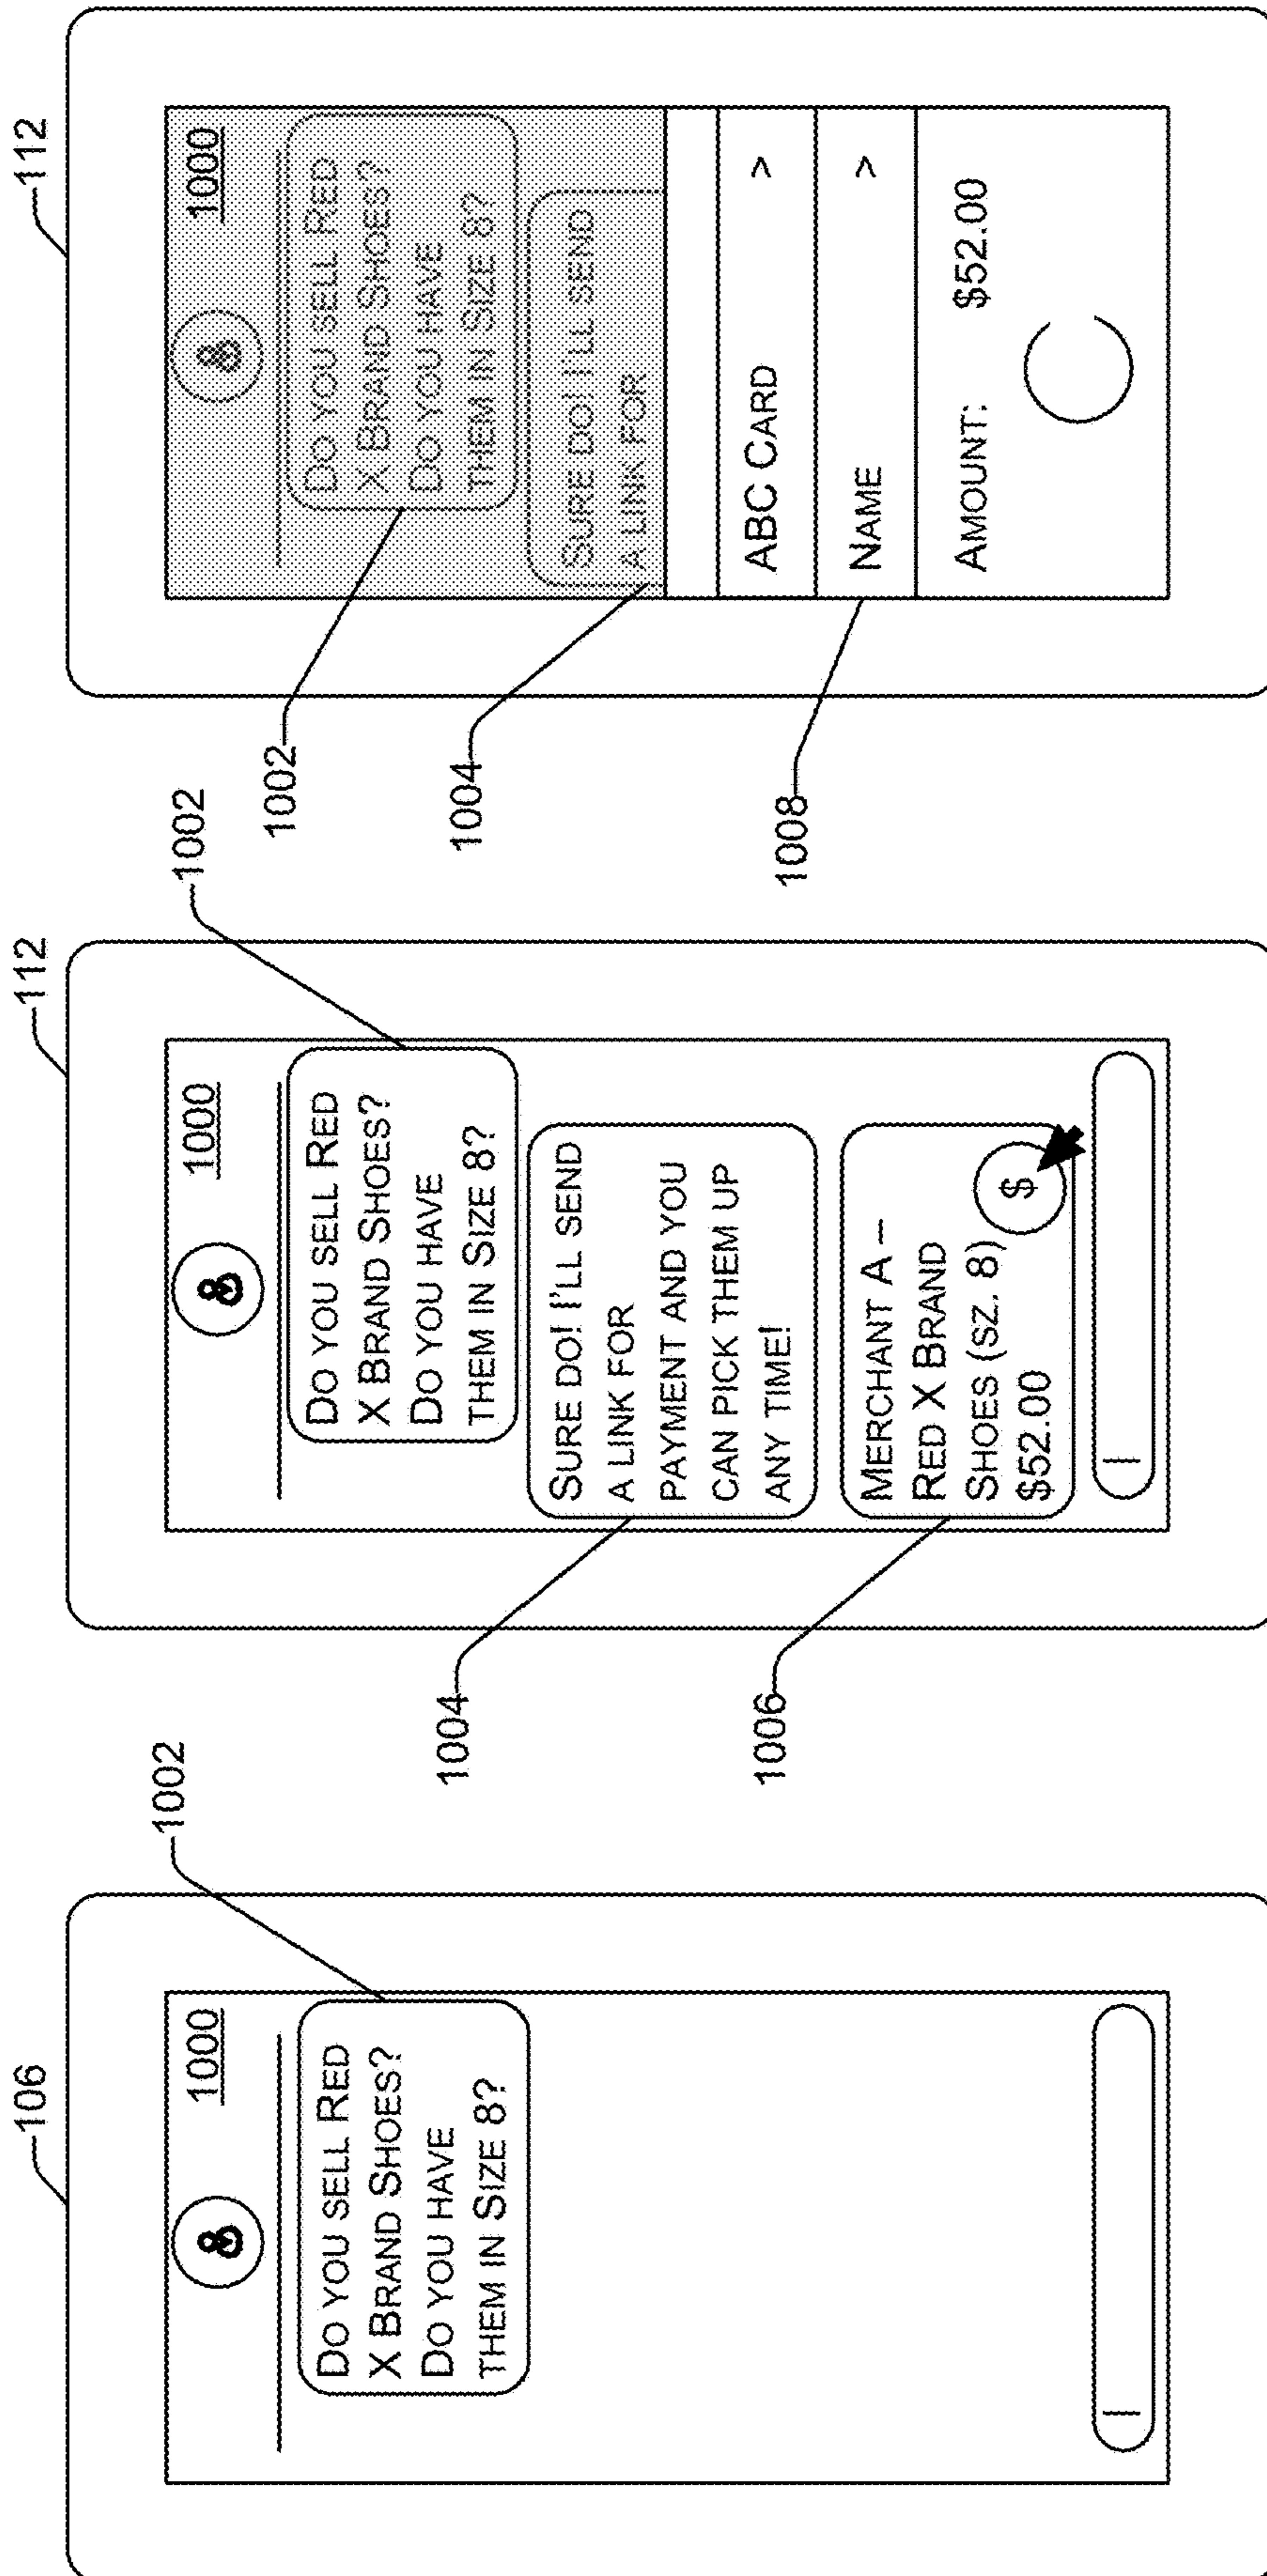 106
1000
DO YOU SELL RED
X BRAND SHOES?
DO YOU HAVE
THEM IN SIZE 8?
1002
112
1000
DO YOU SELL RED
X BRAND SHOES?
DO YOU HAVE
THEM IN SIZE 8?
1002
SURE DO! I'LL SEND
A LINK FOR
PAYMENT AND YOU
CAN PICK THEM UP
ANY TIME!
1004
MERCHANT A –
RED X BRAND
SHOES (SZ. 8)
$52.00
$
1006
112
1000
DO YOU SELL RED
X BRAND SHOES?
DO YOU HAVE
THEM IN SIZE 8?
1002
SURE DO! I'LL SEND
A LINK FOR
1004
ABC CARD >
NAME >
1008
AMOUNT: $52.00